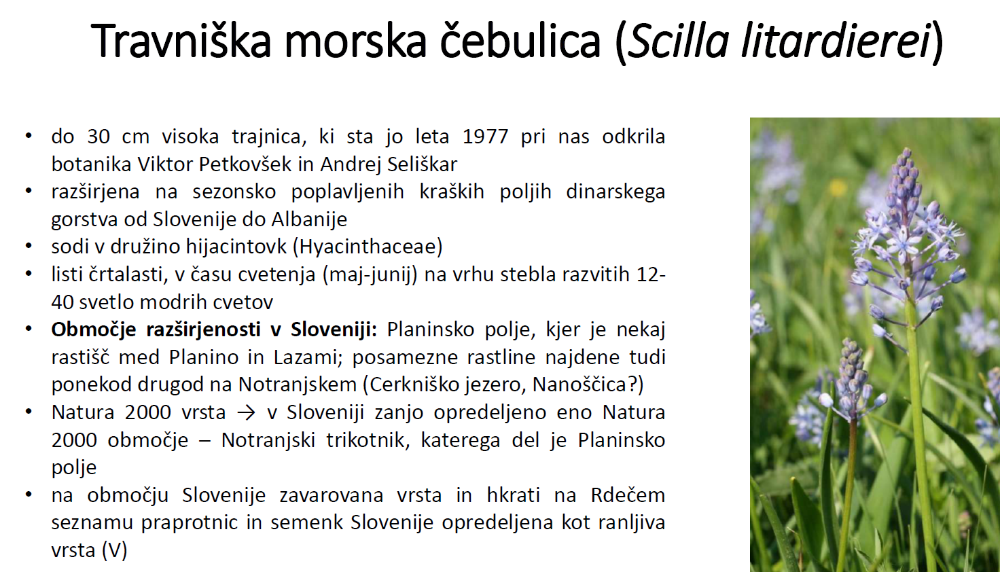 Travniška morska čebulica (Scilla litardierei)
• do 30 cm visoka trajnica, ki sta jo leta 1977 pri nas odkrila
botanika Viktor Petkovšek in Andrej Seliškar
• razširjena na sezonsko poplavljenih kraških poljih dinarskega
gorstva od Slovenije do Albanije
• sodi v družino hijacintovk (Hyacinthaceae)
• listi črtalasti, v času cvetenja (maj-junij) na vrhu stebla razvitih 12-
40 svetlo modrih cvetov
• Območje razširjenosti v Sloveniji: Planinsko polje, kjer je nekaj
rastišč med Planino in Lazami; posamezne rastline najdene tudi
ponekod drugod na Notranjskem (Cerkniško jezero, Nanoščica?)
• Natura 2000 vrsta → v Sloveniji zanjo opredeljeno eno Natura
2000 območje – Notranjski trikotnik, katerega del je Planinsko
polje
• na območju Slovenije zavarovana vrsta in hkrati na Rdečem
seznamu praprotnic in semenk Slovenije opredeljena kot ranljiva
vrsta (V)